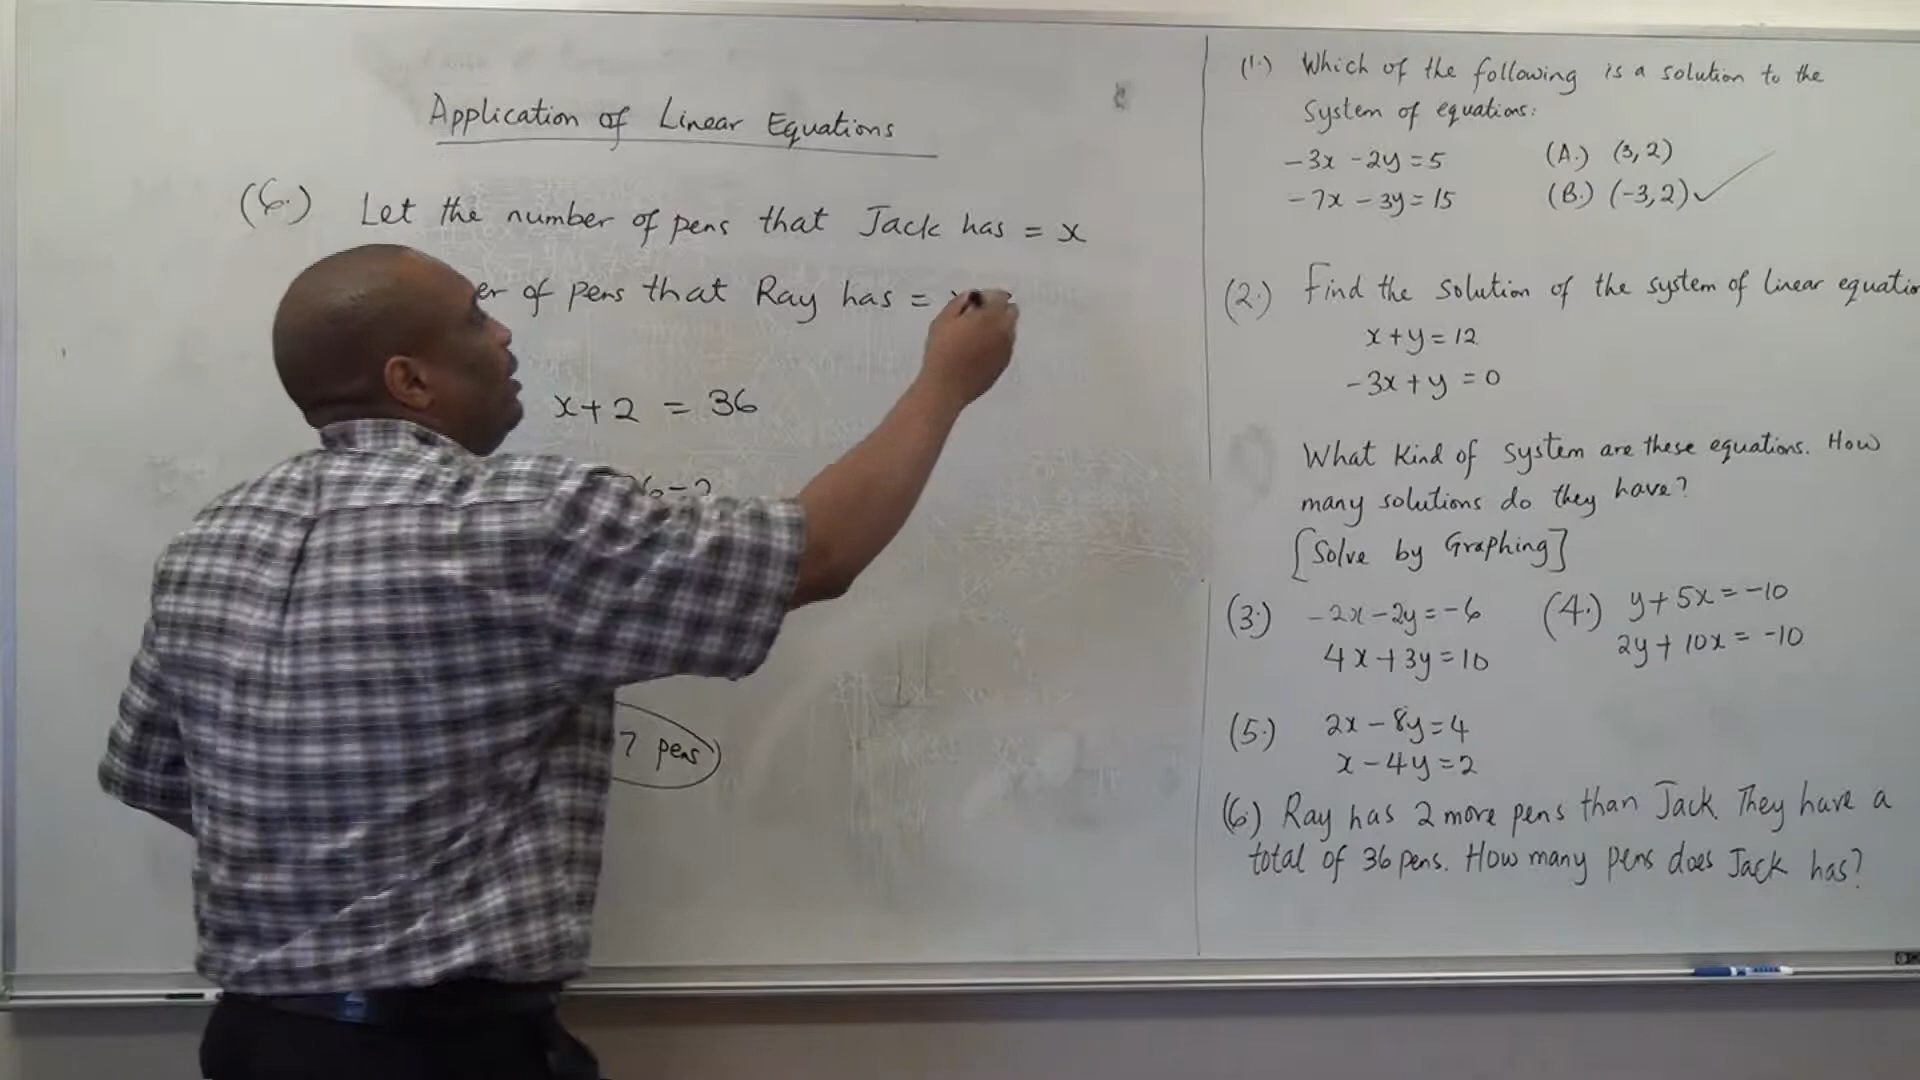 Application of Linear Equations
(6.) Let the number of pens that Jack has = x
er of pens that Ray has =
x+2 = 36
6-2
7 pens
(1.) Which of the following is a solution to the
system of equations:
-3x -2y = 5 (A.) (3, 2)
-7x - 3y = 15 (B.) (-3, 2) ✓
(2.) Find the solution of the system of linear equatio
x + y = 12
-3x + y = 0
What kind of system are these equations. How
many solutions do they have?
[Solve by Graphing]
(3.) -2x - 2y = -6 (4.) y + 5x = -10
4x + 3y = 10 2y + 10x = -10
(5.) 2x - 8y = 4
x - 4y = 2
(6.) Ray has 2 more pens than Jack. They have a
total of 36 pens. How many pens does Jack has?